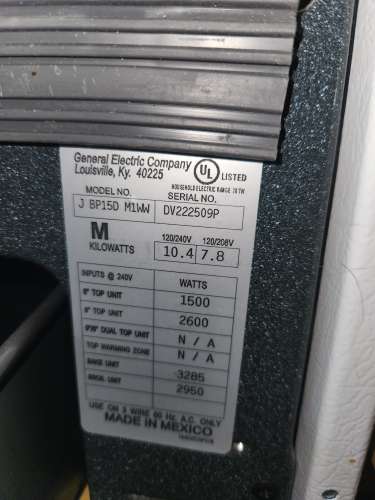 General Electric Company
Louisville, Ky. 40225
UL LISTED
HOUSEHOLD ELECTRIC RANGE
MODEL NO. SERIAL NO.
J BP15D M1WW DV222509P
M 120/240V 120/208V
KILOWATTS 10.4 7.8
INPUTS @ 240V WATTS
6" TOP UNIT 1500
8" TOP UNIT 2600
DUAL TOP UNIT N / A
TOP WARMING ZONE N / A
BAKE UNIT 3285
BROIL UNIT 2950
USE ON 3 WIRE 60 Hz. A.C. ONLY
MADE IN MEXICO